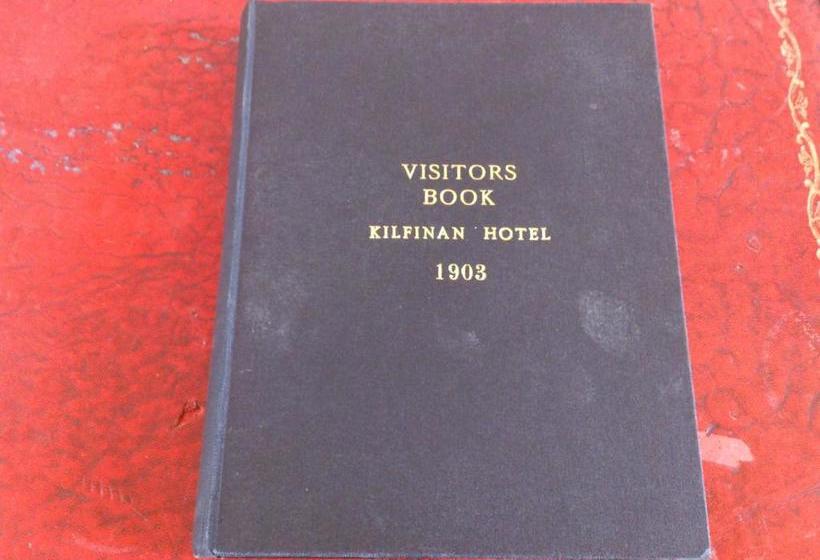 VISITORS
BOOK
KILFINAN HOTEL
1903